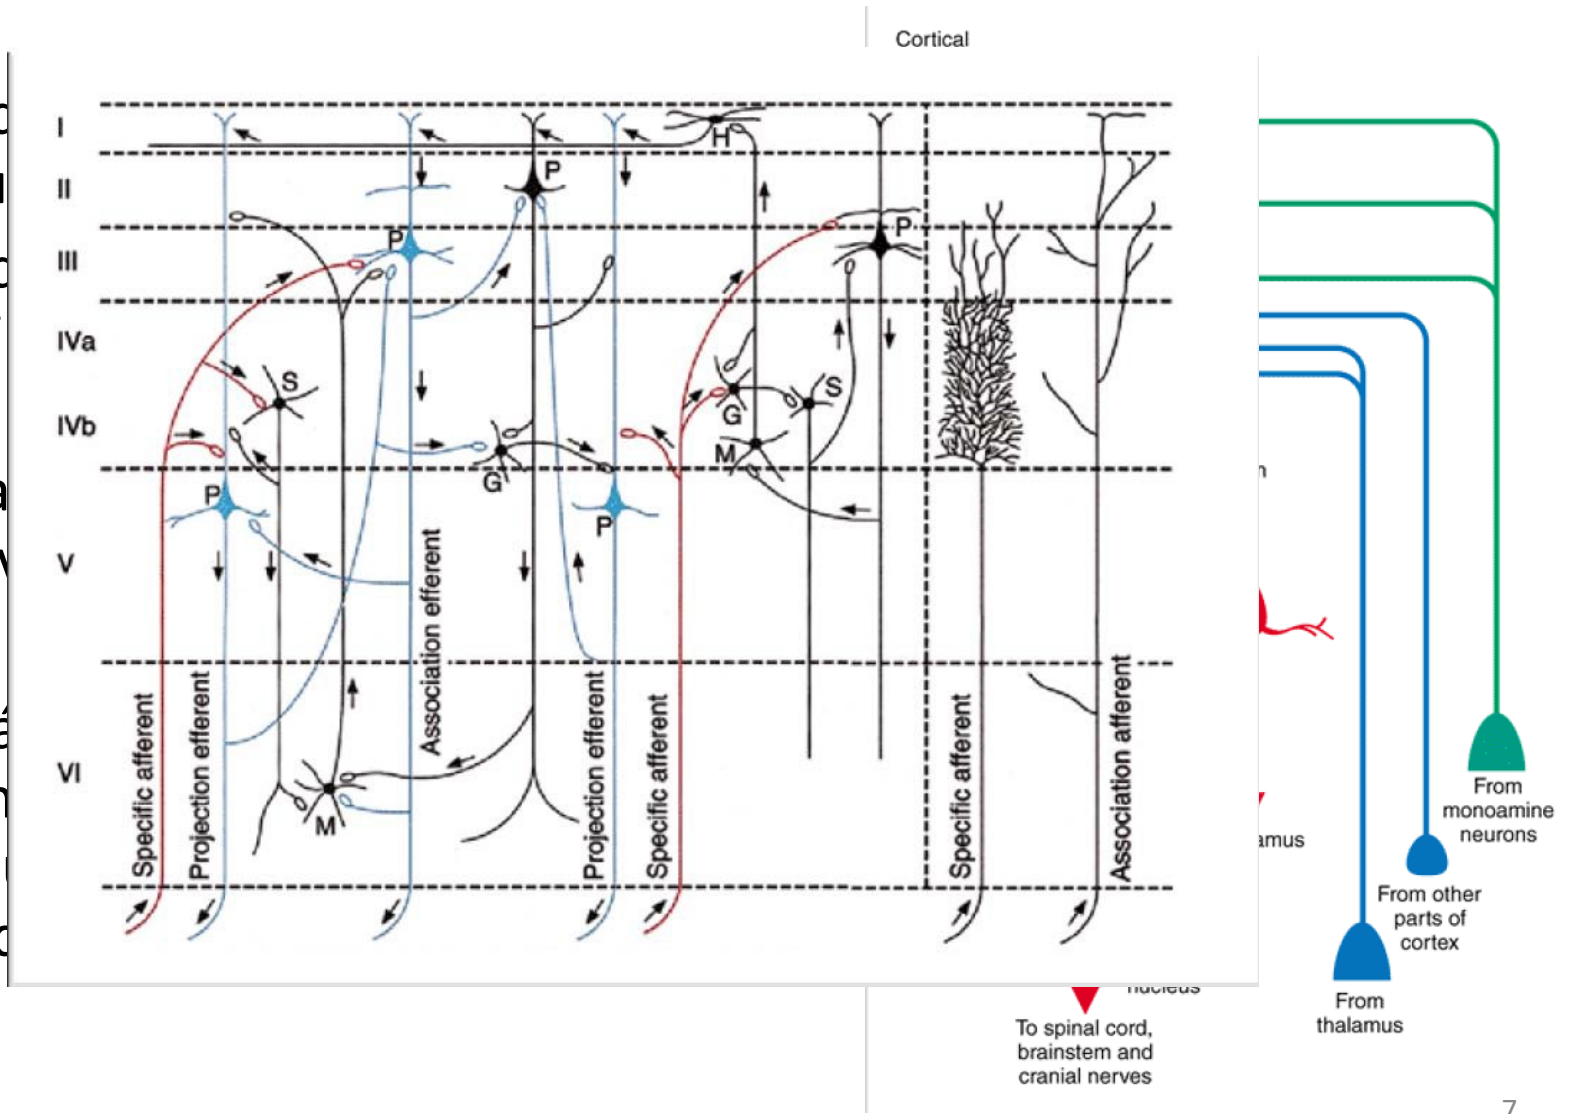 Cortical
I
H
P
II
P
P
III
IVa
S
S
G
IVb
M
G
P
P
V
Association efferent
Specific afferent
Projection efferent
Projection efferent
Specific afferent
Specific afferent
Association afferent
VI
M
From
monoamine
neurons
From other
parts of
cortex
From
thalamus
nucleus
To spinal cord,
brainstem and
cranial nerves
7